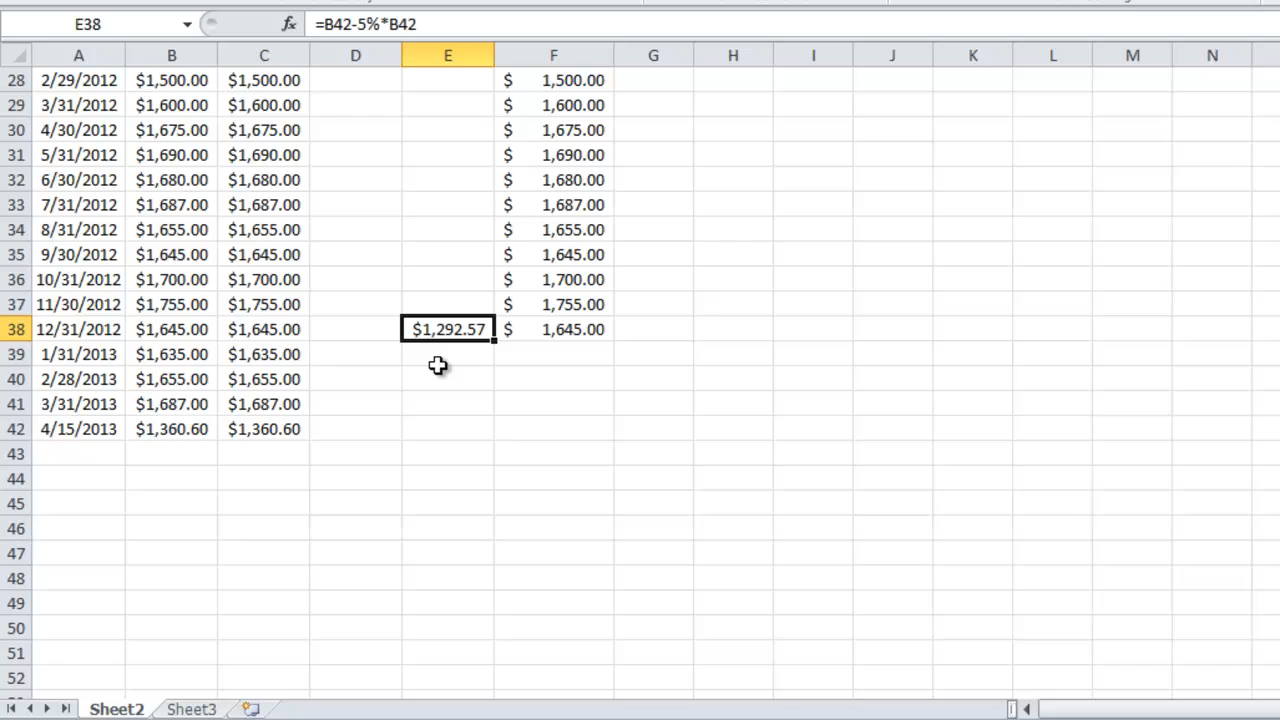 E38 fx =B42-5%*B42
A B C D E F G H I J K L M N
28 2/29/2012 $1,500.00 $1,500.00 $ 1,500.00
29 3/31/2012 $1,600.00 $1,600.00 $ 1,600.00
30 4/30/2012 $1,675.00 $1,675.00 $ 1,675.00
31 5/31/2012 $1,690.00 $1,690.00 $ 1,690.00
32 6/30/2012 $1,680.00 $1,680.00 $ 1,680.00
33 7/31/2012 $1,687.00 $1,687.00 $ 1,687.00
34 8/31/2012 $1,655.00 $1,655.00 $ 1,655.00
35 9/30/2012 $1,645.00 $1,645.00 $ 1,645.00
36 10/31/2012 $1,700.00 $1,700.00 $ 1,700.00
37 11/30/2012 $1,755.00 $1,755.00 $ 1,755.00
38 12/31/2012 $1,645.00 $1,645.00 $1,292.57 $ 1,645.00
39 1/31/2013 $1,635.00 $1,635.00
40 2/28/2013 $1,655.00 $1,655.00
41 3/31/2013 $1,687.00 $1,687.00
42 4/15/2013 $1,360.60 $1,360.60
43
44
45
46
47
48
49
50
51
52
Sheet2 Sheet3